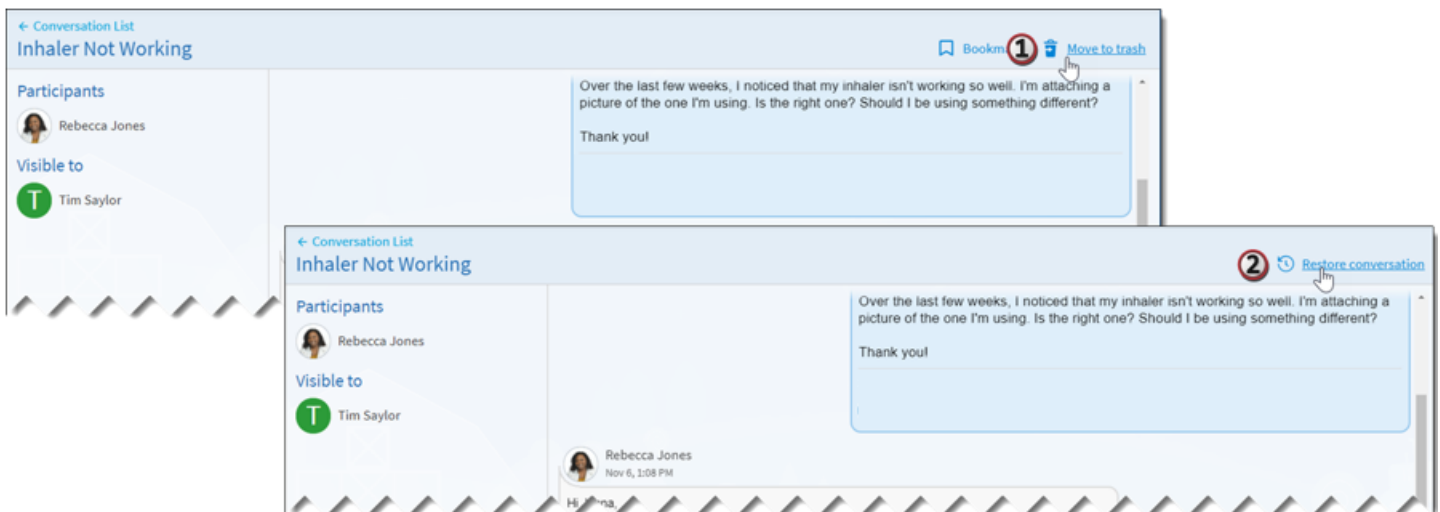 ← Conversation List
Inhaler Not Working
1
Move to trash
Participants
Rebecca Jones
Visible to
T Tim Saylor
Over the last few weeks, I noticed that my inhaler isn't working so well. I'm attaching a
picture of the one I'm using. Is the right one? Should I be using something different?
Thank you!
← Conversation List
Inhaler Not Working
2 Restore conversation
Participants
Rebecca Jones
Visible to
T Tim Saylor
Over the last few weeks, I noticed that my inhaler isn't working so well. I'm attaching a
picture of the one I'm using. Is the right one? Should I be using something different?
Thank you!
Rebecca Jones
Nov 6, 1:08 PM
Hi